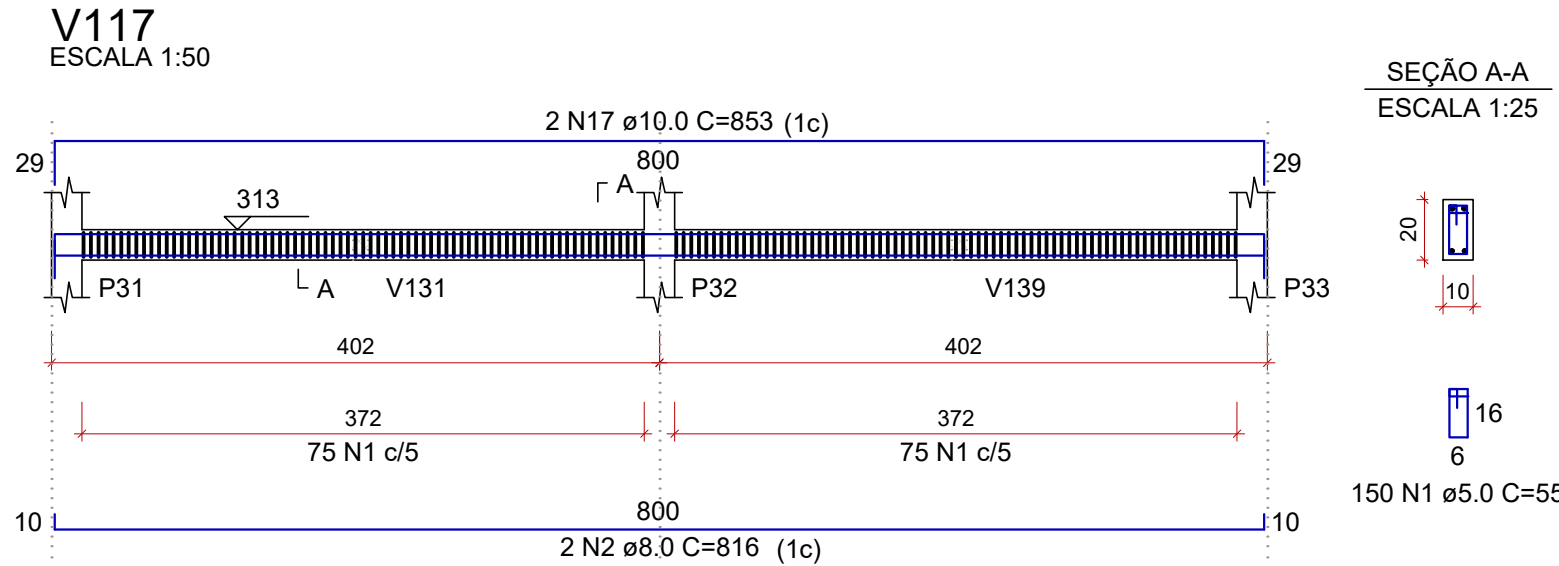 V117
ESCALA 1:50
SEÇÃO A-A
ESCALA 1:25
2 N17 ø10.0 C=853 (1c)
29
800
29
A
313
20
P31
A
V131
P32
V139
P33
10
402
402
372
75 N1 c/5
372
75 N1 c/5
16
6
150 N1 ø5.0 C=55
10
800
10
2 N2 ø8.0 C=816 (1c)